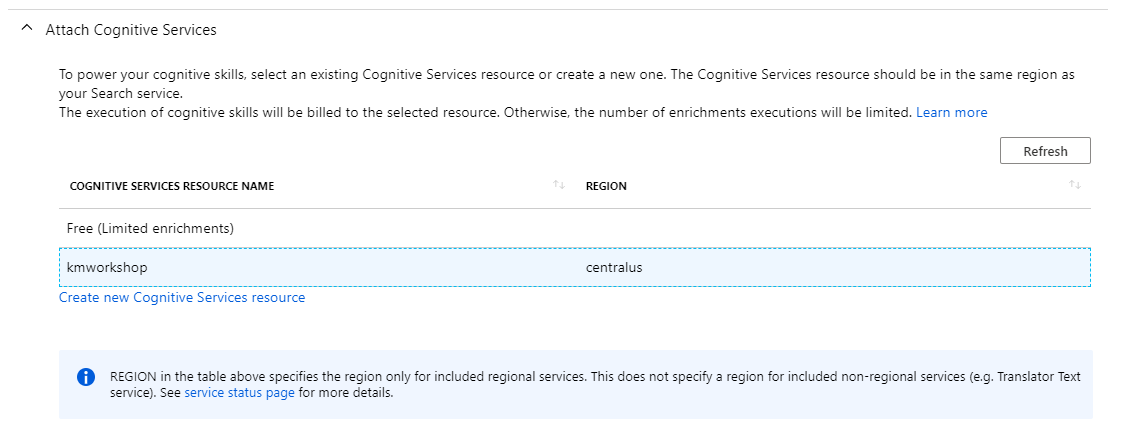 Attach Cognitive Services
To power your cognitive skills, select an existing Cognitive Services resource or create a new one. The Cognitive Services resource should be in the same region as
your Search service.
The execution of cognitive skills will be billed to the selected resource. Otherwise, the number of enrichments executions will be limited. Learn more
Refresh
COGNITIVE SERVICES RESOURCE NAME REGION
Free (Limited enrichments)
kmworkshop centralus
Create new Cognitive Services resource
REGION in the table above specifies the region only for included regional services. This does not specify a region for included non-regional services (e.g. Translator Text
service). See service status page for more details.